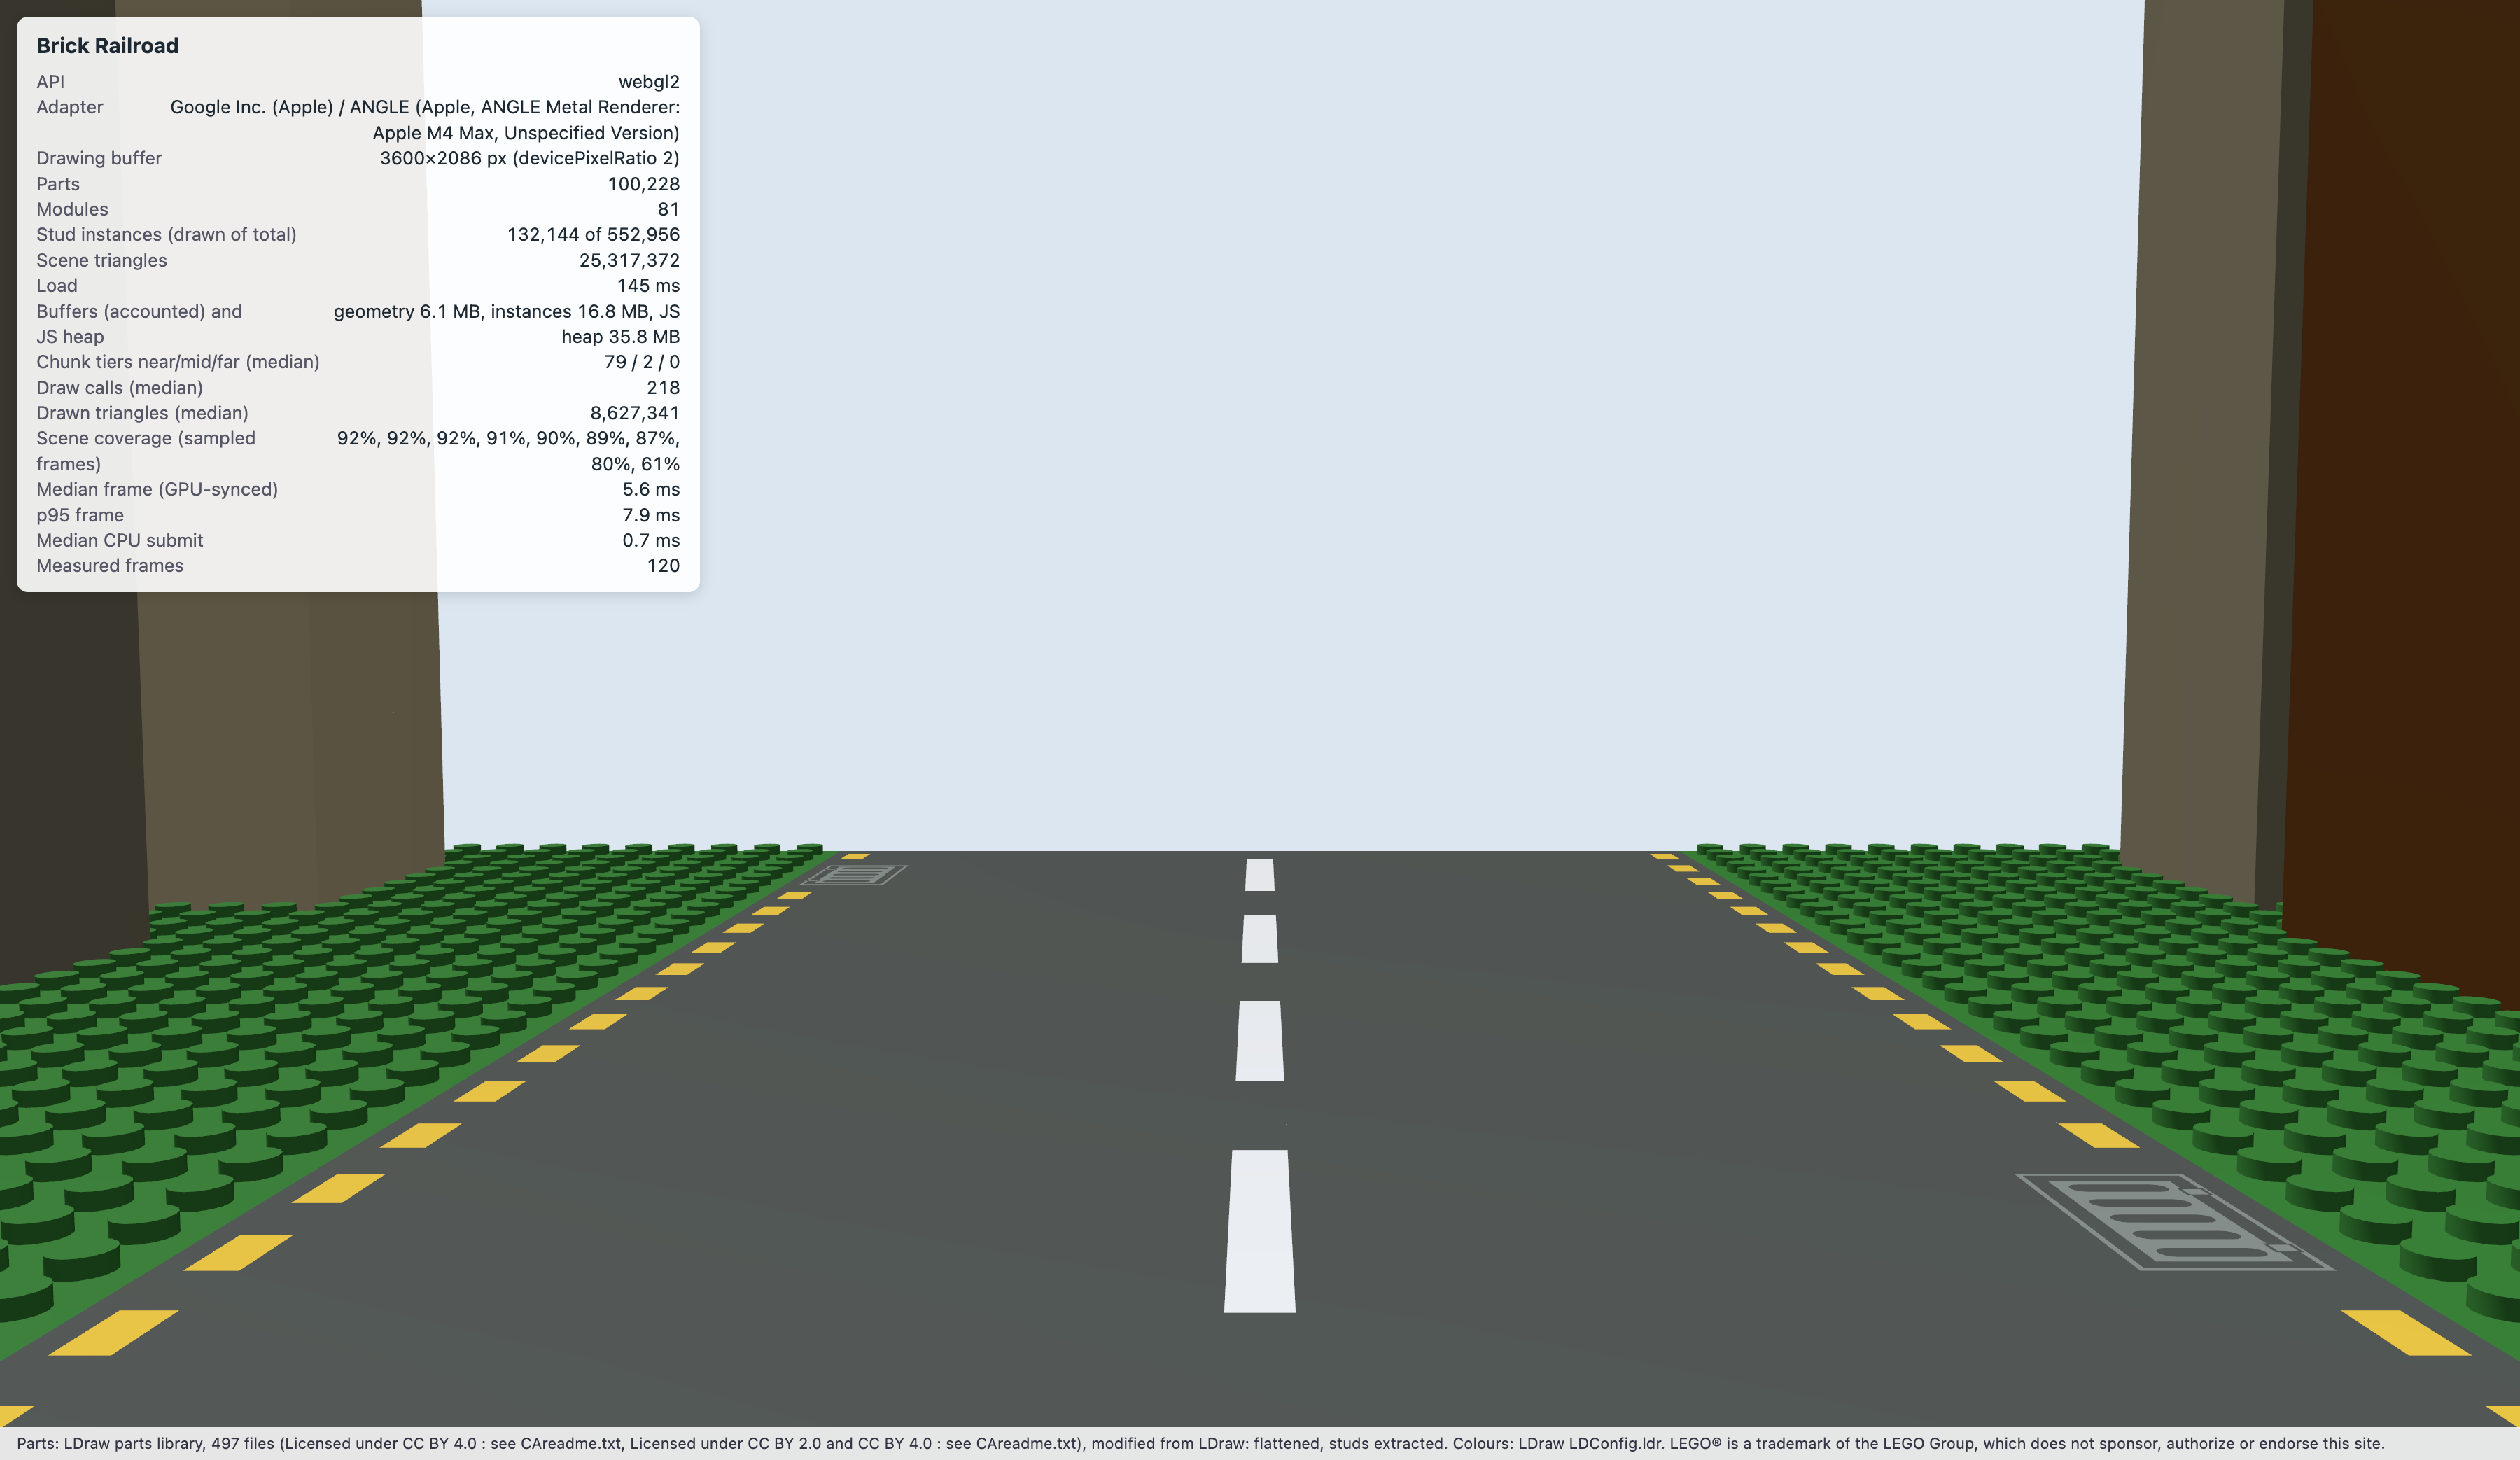 Brick Railroad
API webgl2
Adapter Google Inc. (Apple) / ANGLE (Apple, ANGLE Metal Renderer:
Apple M4 Max, Unspecified Version)
Drawing buffer 3600×2086 px (devicePixelRatio 2)
Parts 100,228
Modules 81
Stud instances (drawn of total) 132,144 of 552,956
Scene triangles 25,317,372
Load 145 ms
Buffers (accounted) and geometry 6.1 MB, instances 16.8 MB, JS
JS heap heap 35.8 MB
Chunk tiers near/mid/far (median) 79 / 2 / 0
Draw calls (median) 218
Drawn triangles (median) 8,627,341
Scene coverage (sampled 92%, 92%, 92%, 91%, 90%, 89%, 87%,
frames) 80%, 61%
Median frame (GPU-synced) 5.6 ms
p95 frame 7.9 ms
Median CPU submit 0.7 ms
Measured frames 120
Parts: LDraw parts library, 497 files (Licensed under CC BY 4.0 : see CAreadme.txt, Licensed under CC BY 2.0 and CC BY 4.0 : see CAreadme.txt), modified from LDraw: flattened, studs extracted. Colours: LDraw LDConfig.ldr. LEGO® is a trademark of the LEGO Group, which does not sponsor, authorize or endorse this site.